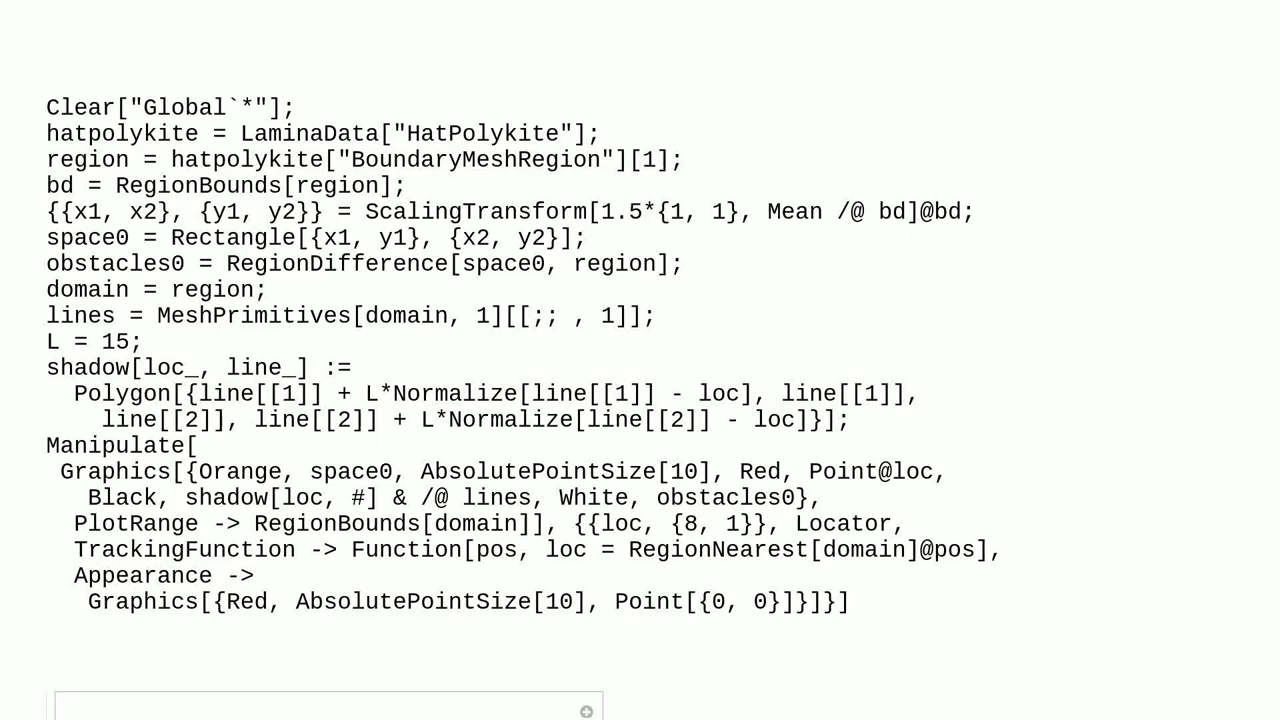 Clear["Global`*"];
hatpolykite = LaminaData["HatPolykite"];
region = hatpolykite["BoundaryMeshRegion"][1];
bd = RegionBounds[region];
{{x1, x2}, {y1, y2}} = ScalingTransform[1.5*{1, 1}, Mean /@ bd]@bd;
space0 = Rectangle[{x1, y1}, {x2, y2}];
obstacles0 = RegionDifference[space0, region];
domain = region;
lines = MeshPrimitives[domain, 1][[;; , 1]];
L = 15;
shadow[loc_, line_] :=
  Polygon[{line[[1]] + L*Normalize[line[[1]] - loc], line[[1]],
    line[[2]], line[[2]] + L*Normalize[line[[2]] - loc]}];
Manipulate[
 Graphics[{Orange, space0, AbsolutePointSize[10], Red, Point@loc,
   Black, shadow[loc, #] & /@ lines, White, obstacles0},
  PlotRange -> RegionBounds[domain]], {{loc, {8, 1}}, Locator,
  TrackingFunction -> Function[pos, loc = RegionNearest[domain]@pos],
  Appearance ->
   Graphics[{Red, AbsolutePointSize[10], Point[{0, 0}]}]}]